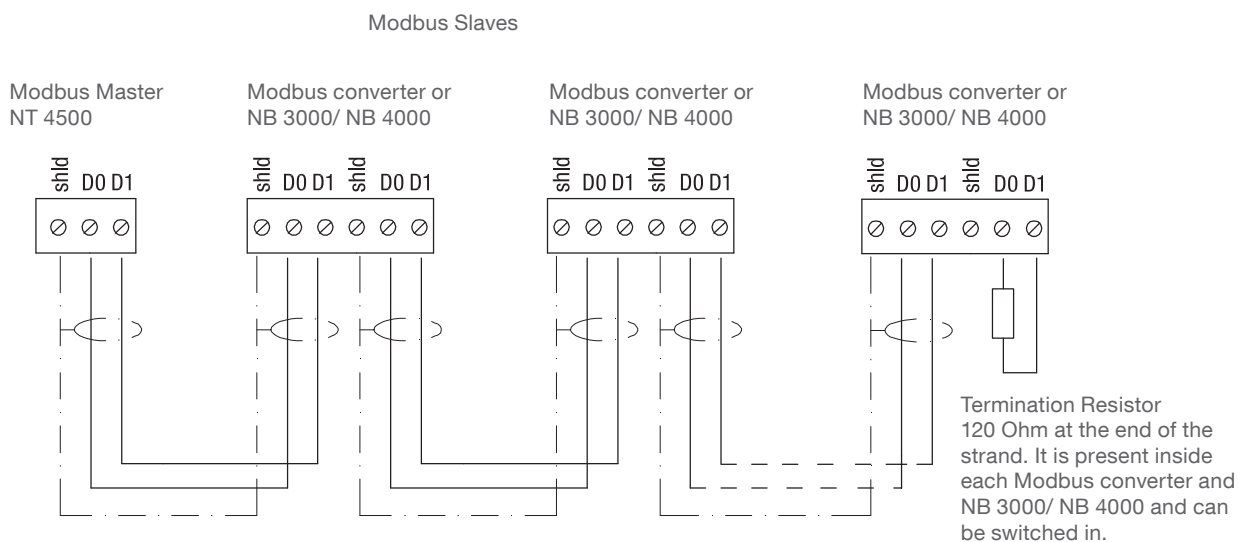 Modbus Slaves
Modbus Master
NT 4500
Modbus converter or
NB 3000/ NB 4000
Modbus converter or
NB 3000/ NB 4000
Modbus converter or
NB 3000/ NB 4000
shld D0 D1
shld D0 D1 shld D0 D1
shld D0 D1 shld D0 D1
shld D0 D1 shld D0 D1
Termination Resistor
120 Ohm at the end of the
strand. It is present inside
each Modbus converter and
NB 3000/ NB 4000 and can
be switched in.